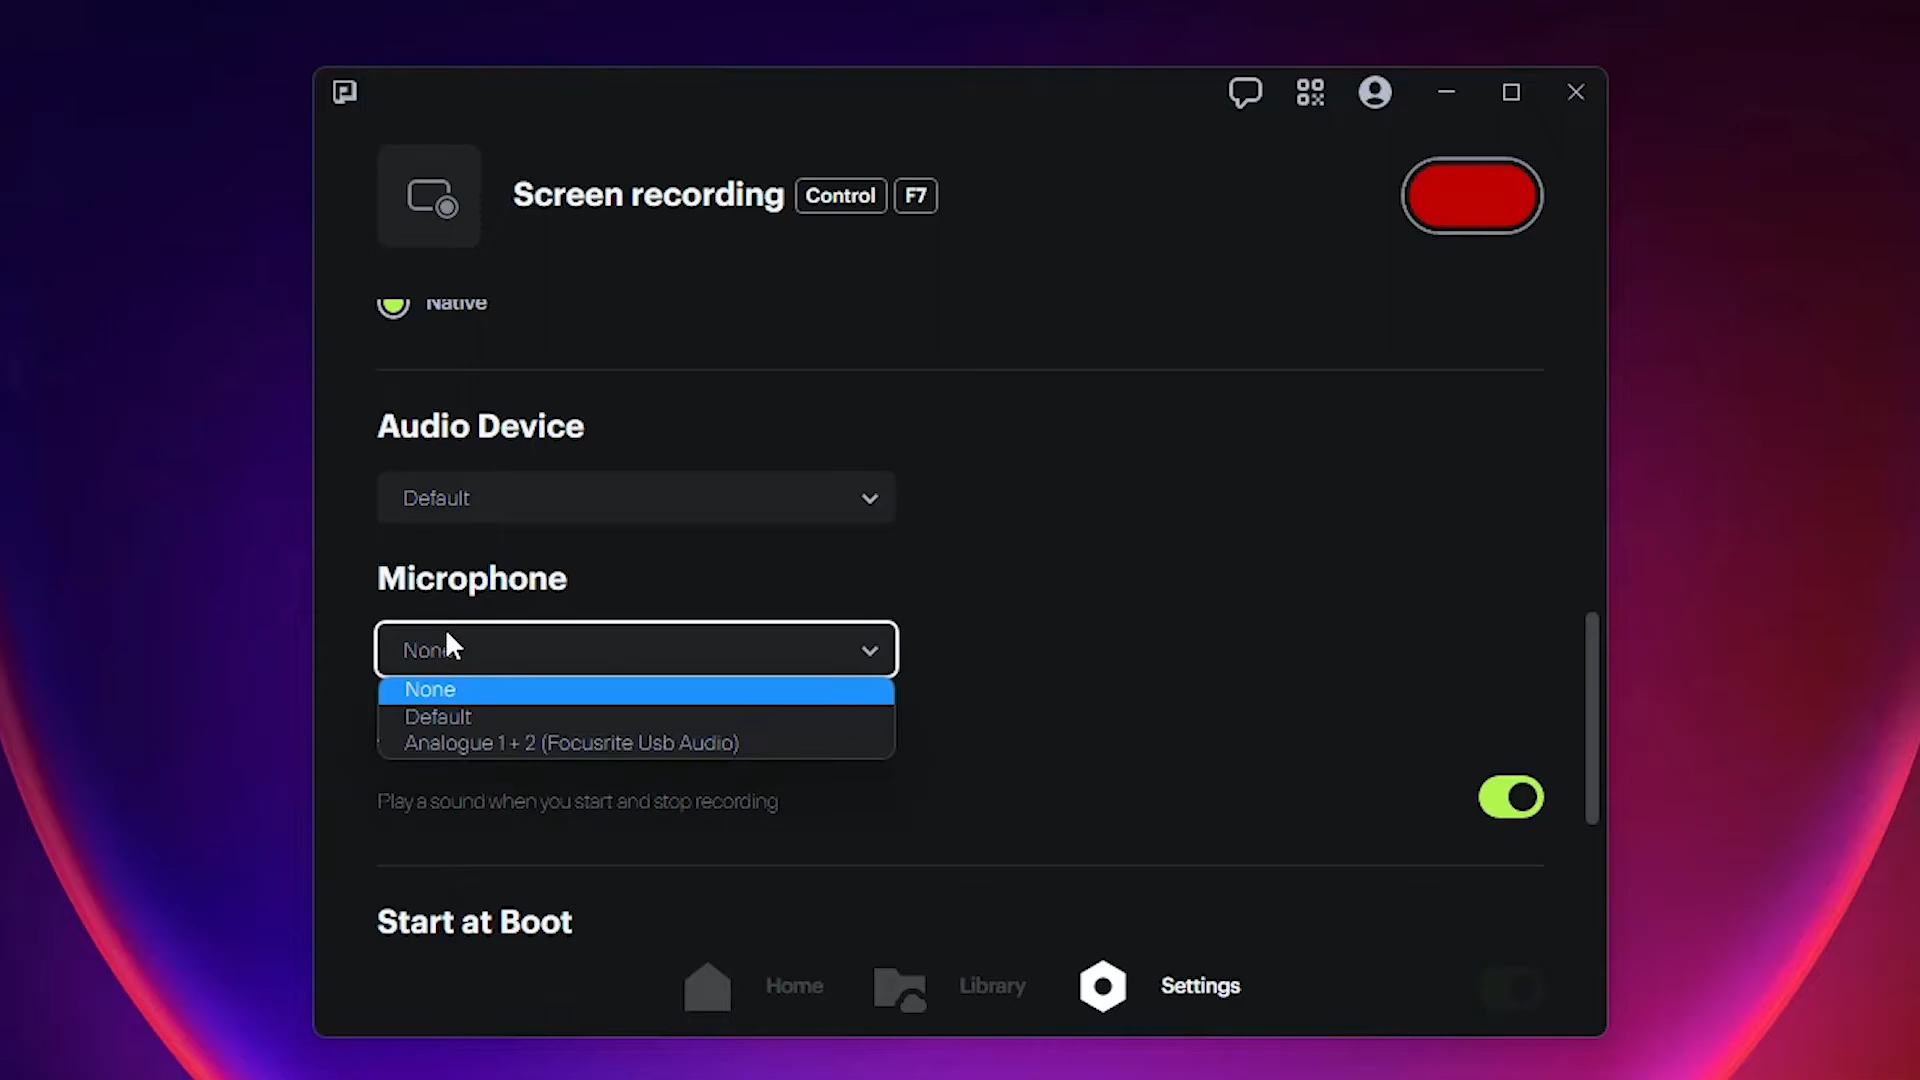 Screen recording Control F7
Native
Audio Device
Default
Microphone
None
None
Default
Analogue 1 + 2 (Focusrite Usb Audio)
Play a sound when you start and stop recording
Start at Boot
Home Library Settings